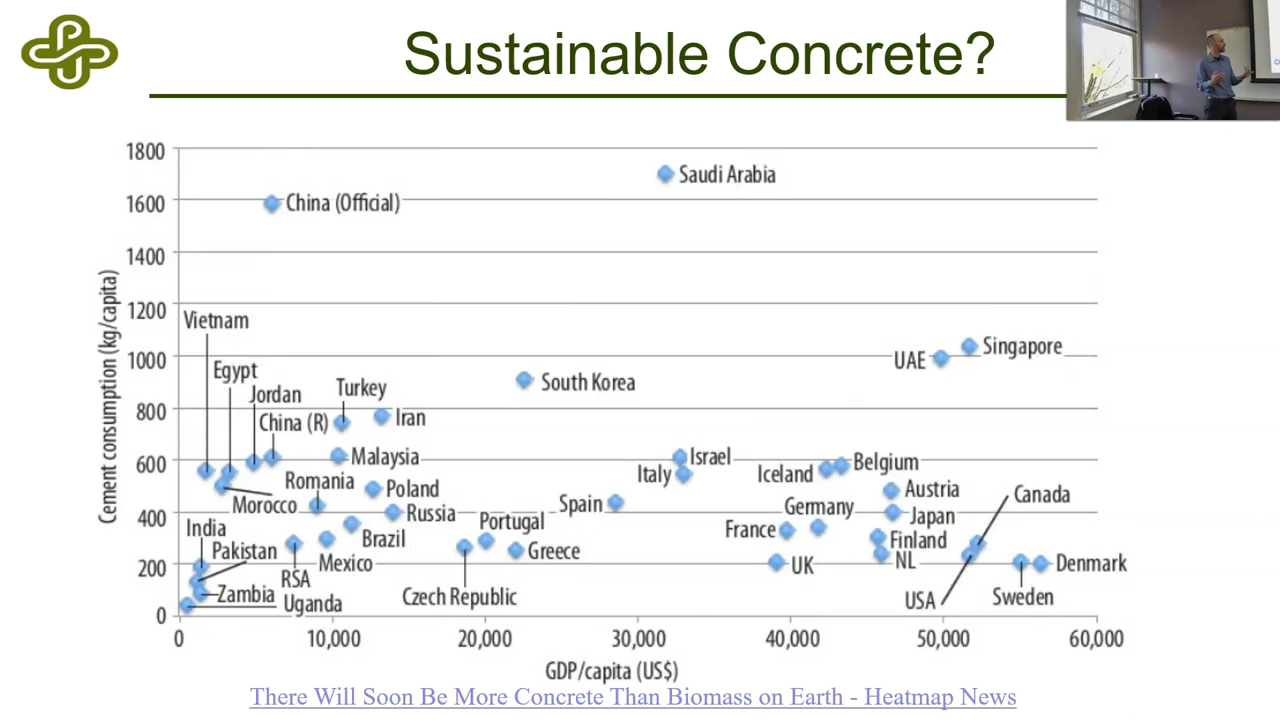 Sustainable Concrete?
1800
Saudi Arabia
1600
China (Official)
1400
Cement consumption (kg/capita)
1200
Vietnam
Singapore
1000
UAE
Egypt
South Korea
Jordan
Turkey
800
China (R)
Iran
600
Malaysia
Israel
Italy
Iceland
Belgium
Romania
Poland
Austria
Canada
Morocco
Spain
Germany
400
Russia
Portugal
Japan
India
Brazil
France
Finland
Pakistan
Greece
200
Mexico
UK
NL
Denmark
RSA
Zambia
Czech Republic
USA
Sweden
Uganda
0
0 10,000 20,000 30,000 40,000 50,000 60,000
GDP/capita (US$)
There Will Soon Be More Concrete Than Biomass on Earth - Heatmap News